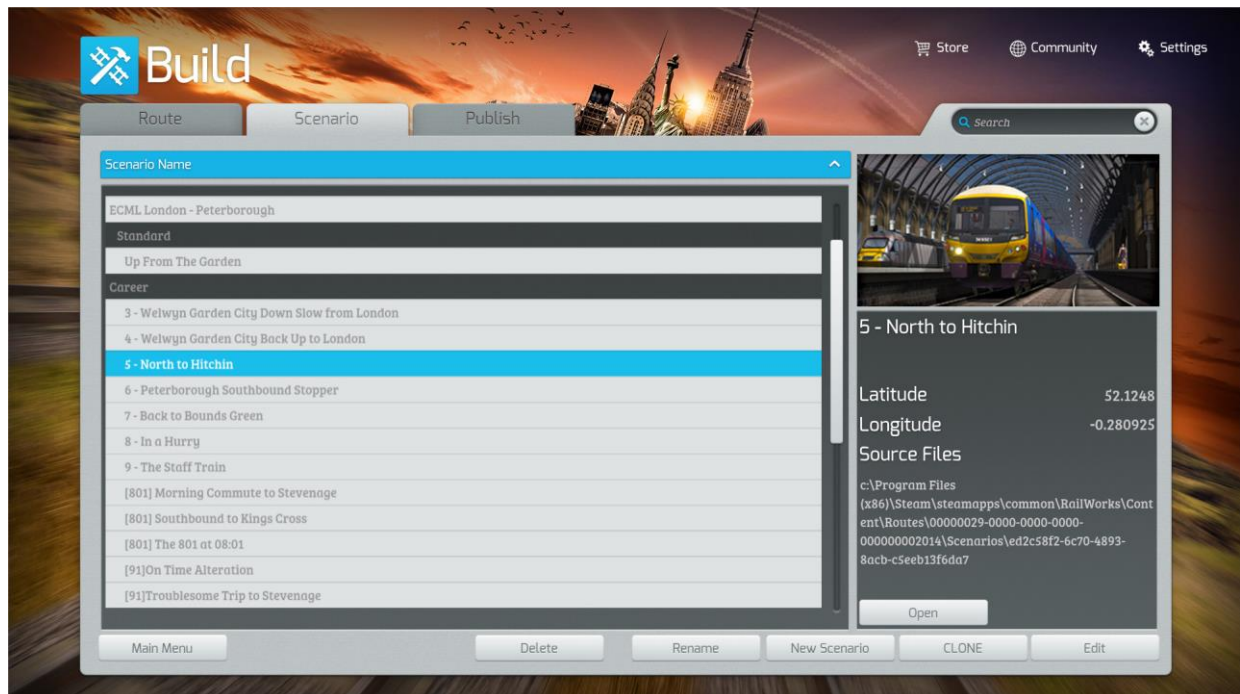 Build
Store
Community
Settings
Route
Scenario
Publish
Search
Scenario Name
ECML London - Peterborough
Standard
Up From The Garden
Career
3 - Welwyn Garden City Down Slow from London
4 - Welwyn Garden City Back Up to London
5 - North to Hitchin
6 - Peterborough Southbound Stopper
7 - Back to Bounds Green
8 - In a Hurry
9 - The Staff Train
[801] Morning Commute to Stevenage
[801] Southbound to Kings Cross
[801] The 801 at 08:01
[91]On Time Alteration
[91]Troublesome Trip to Stevenage
5 - North to Hitchin
Latitude 52.1248
Longitude -0.280925
Source Files
c:\Program Files
(x86)\Steam\steamapps\common\RailWorks\Cont
ent\Routes\00000029-0000-0000-0000-
000000002014\Scenarios\ed2c58f2-6c70-4893-
8acb-c5eeb13f6da7
Open
Main Menu
Delete
Rename
New Scenario
CLONE
Edit